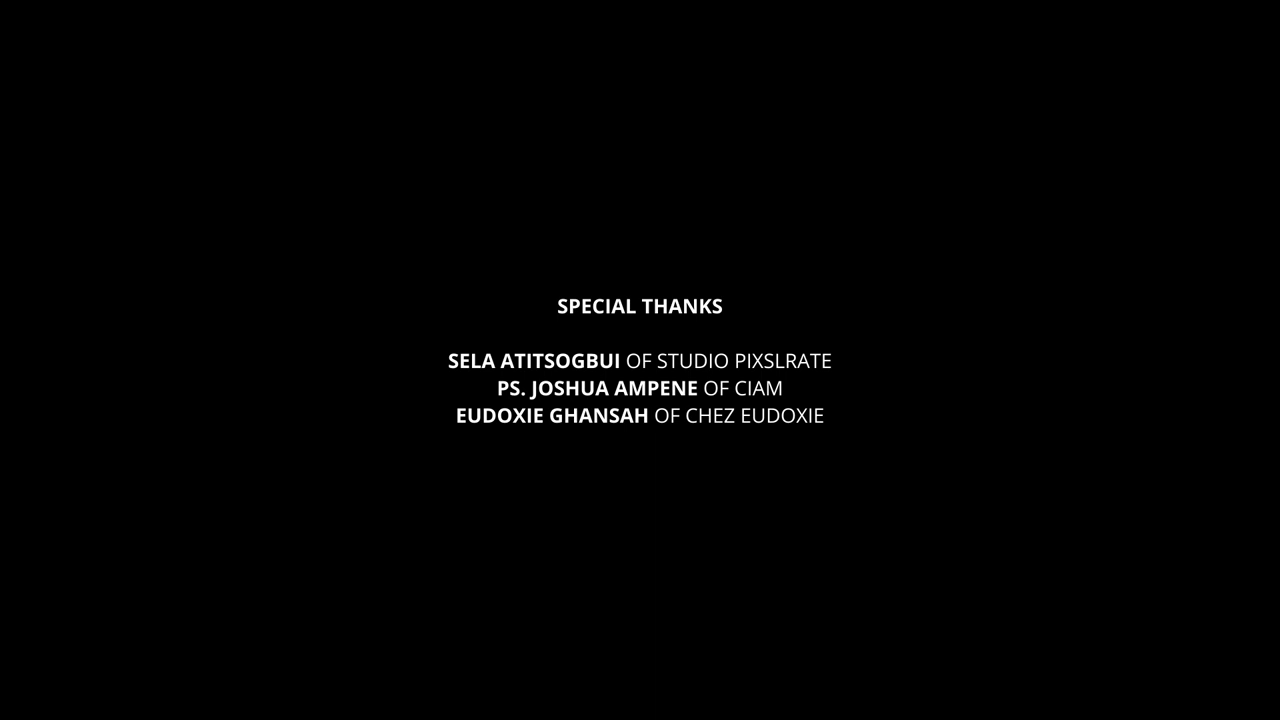 SPECIAL THANKS
SELA ATITSOGBUI OF STUDIO PIXSLRATE
PS. JOSHUA AMPENE OF CIAM
EUDOXIE GHANSAH OF CHEZ EUDOXIE